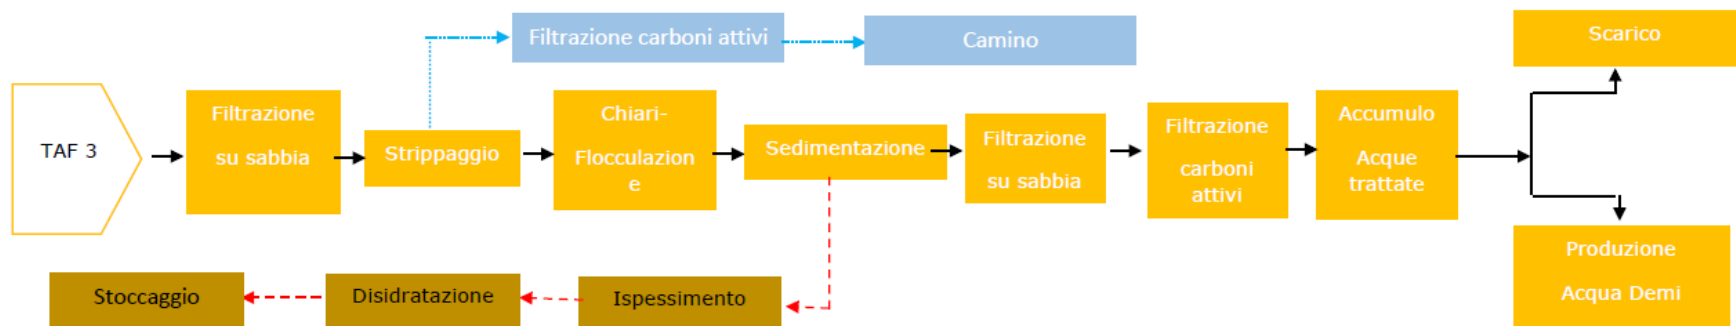 Filtrazione carboni attivi
Camino
Scarico
TAF 3
Filtrazione
su sabbia
Strippaggio
Chiari-
Flocculazion
e
Sedimentazione
Filtrazione
su sabbia
Filtrazione
carboni
attivi
Accumulo
Acque
trattate
Produzione
Acqua Demi
Stoccaggio
Disidratazione
Ispessimento